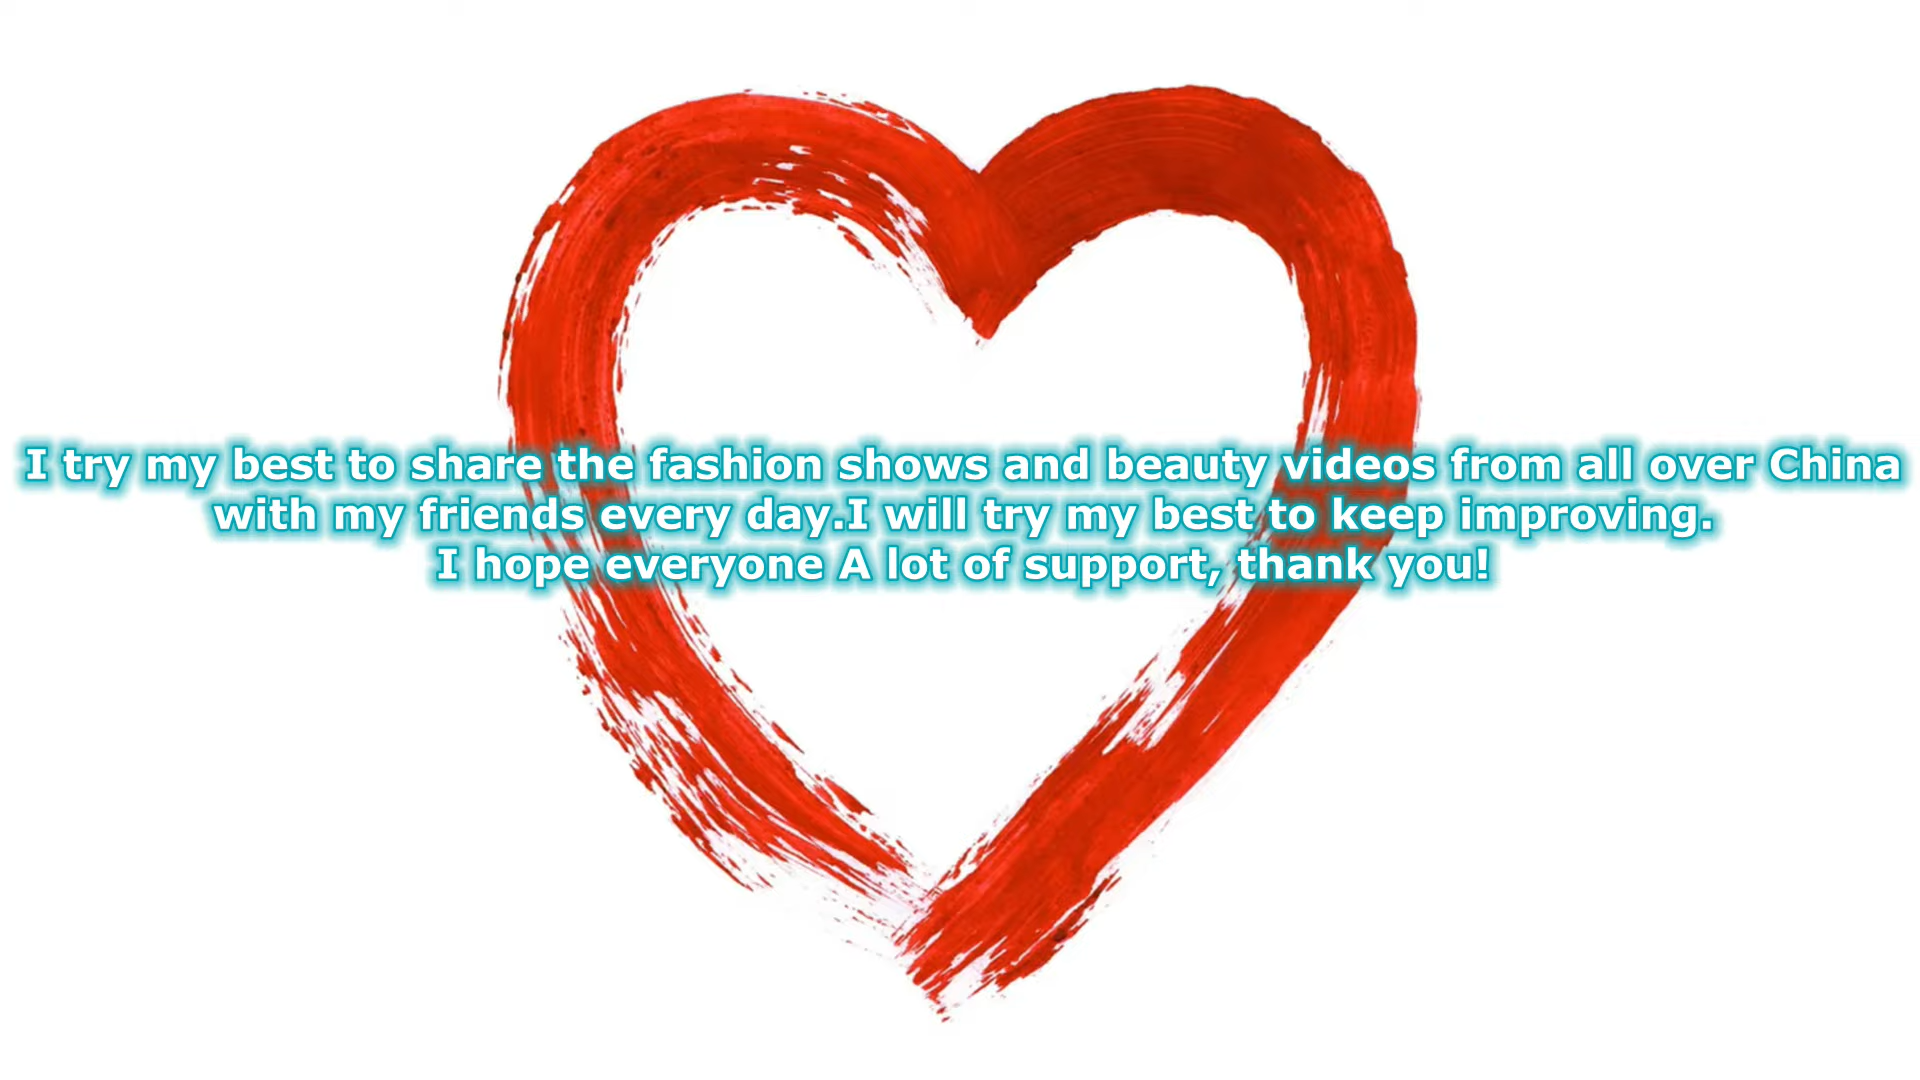 I try my best to share the fashion shows and beauty videos from all over China
with my friends every day.I will try my best to keep improving.
I hope everyone A lot of support, thank you!